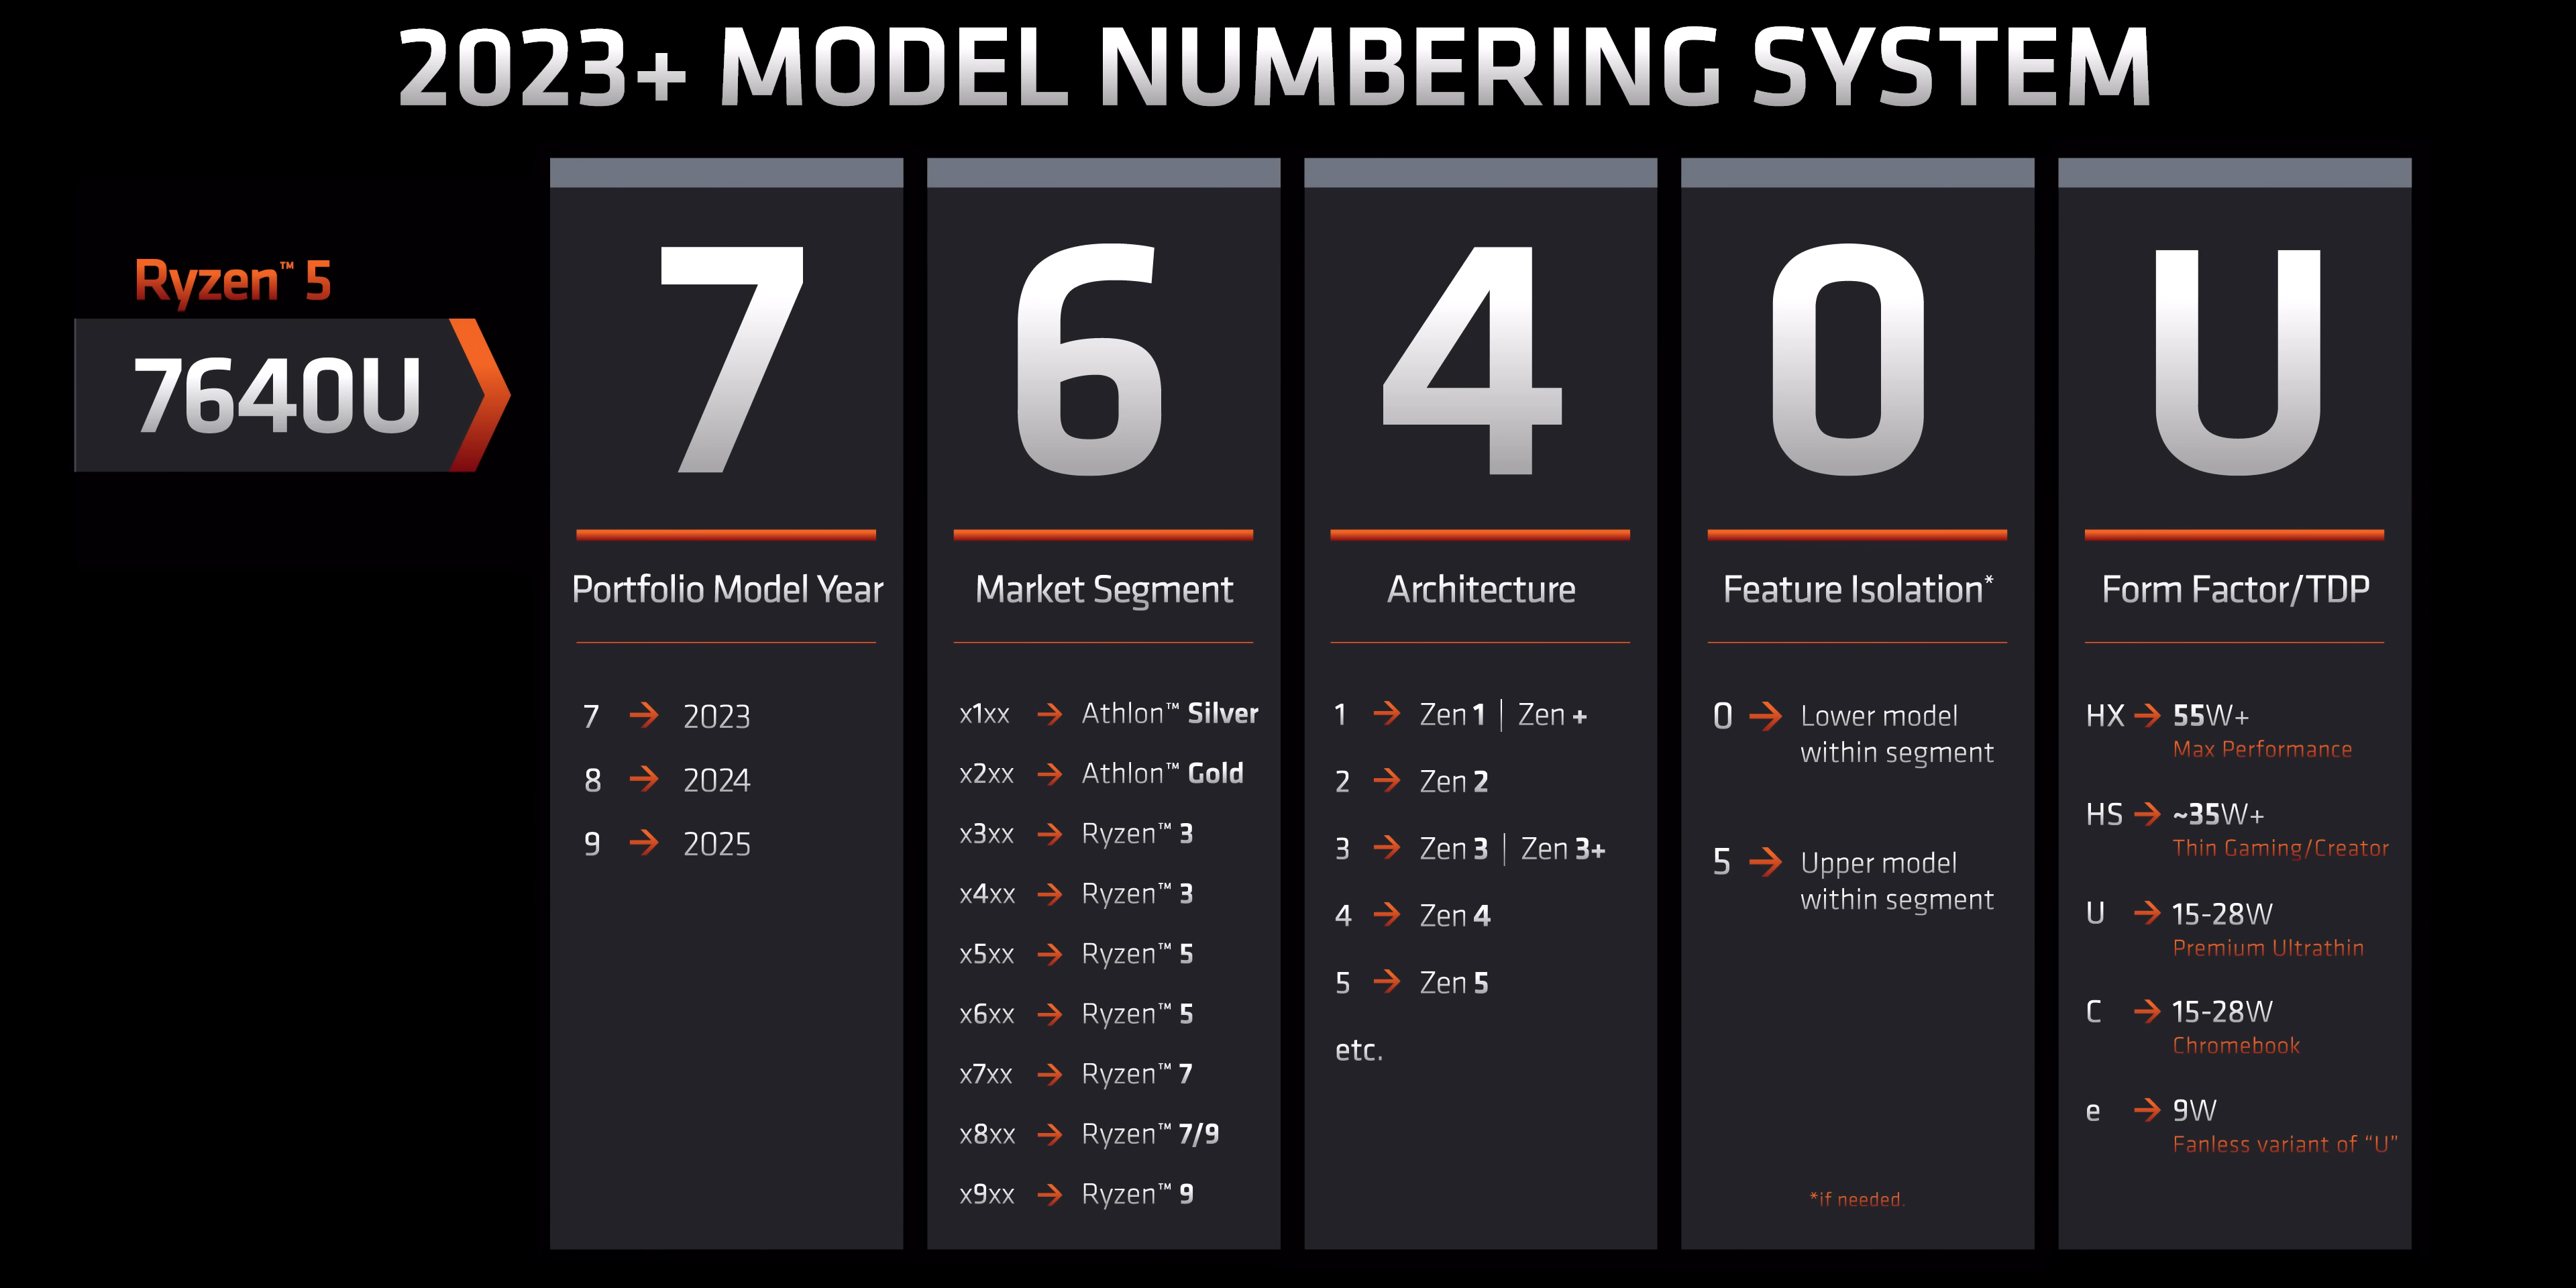 2023+ MODEL NUMBERING SYSTEM
Ryzen™ 5
7640U
7
Portfolio Model Year
7 → 2023
8 → 2024
9 → 2025
6
Market Segment
x1xx → Athlon™ Silver
x2xx → Athlon™ Gold
x3xx → Ryzen™ 3
x4xx → Ryzen™ 3
x5xx → Ryzen™ 5
x6xx → Ryzen™ 5
x7xx → Ryzen™ 7
x8xx → Ryzen™ 7/9
x9xx → Ryzen™ 9
4
Architecture
1 → Zen 1 | Zen +
2 → Zen 2
3 → Zen 3 | Zen 3+
4 → Zen 4
5 → Zen 5
etc.
0
Feature Isolation*
0 → Lower model
within segment
5 → Upper model
within segment
*if needed.
U
Form Factor/TDP
HX → 55W+
Max Performance
HS → ~35W+
Thin Gaming/Creator
U → 15-28W
Premium Ultrathin
C → 15-28W
Chromebook
e → 9W
Fanless variant of “U”